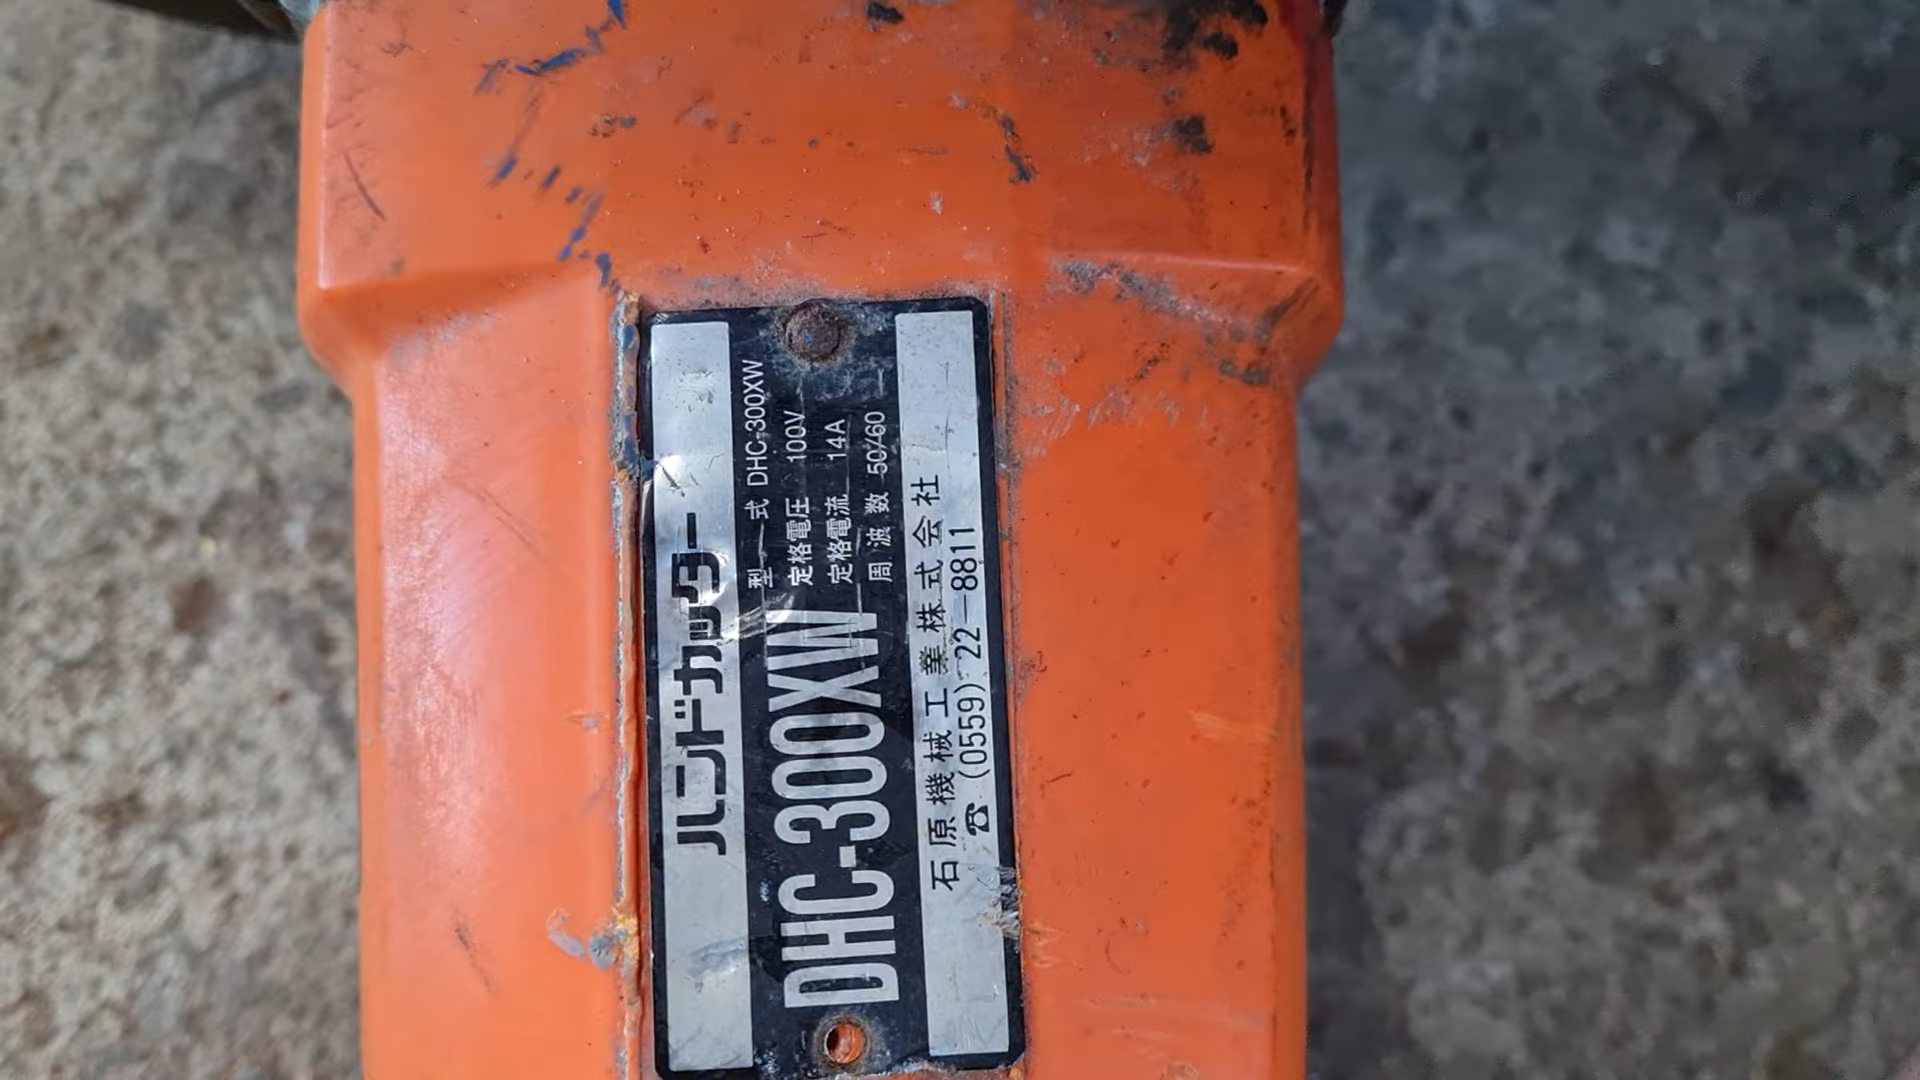 ハンドカッター
DHC-300XW
型 式 DHC-300XW
定格電圧 100V
定格電流 14A
周波数 50/60
石原機械工業株式会社
☎ (0559) 22-8811